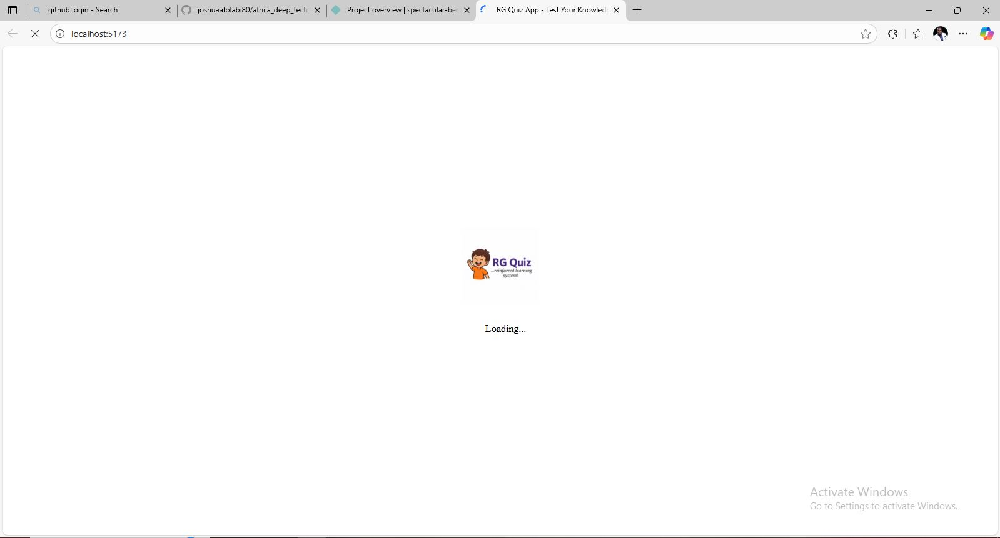 github login - Search
joshuaafolabi80/africa_deep_tech
Project overview | spectacular-be
RG Quiz App - Test Your Knowled
localhost:5173
RG Quiz
...reinforced learning
system!
Loading...
Activate Windows
Go to Settings to activate Windows.